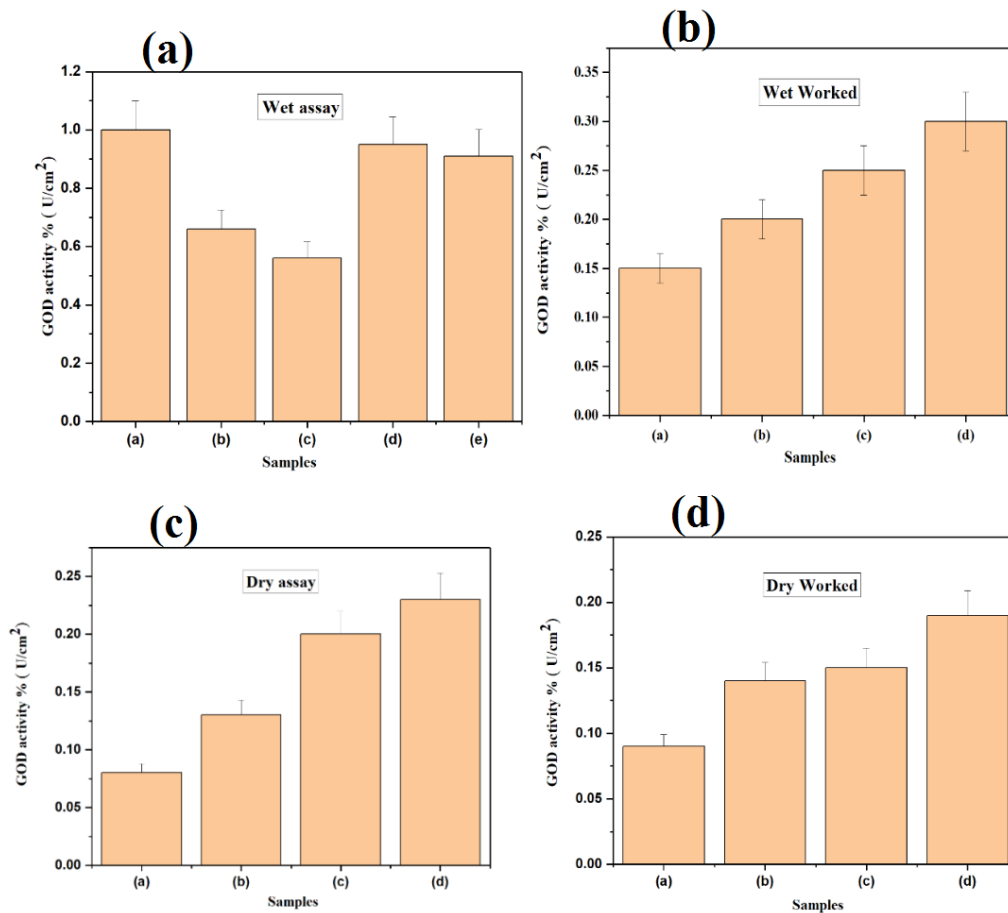 (a)
Wet assay
GOD activity % ( U/cm2)
1.2
1.0
0.8
0.6
0.4
0.2
0.0
(a) (b) (c) (d) (e)
Samples
(b)
Wet Worked
GOD activity % ( U/cm2)
0.35
0.30
0.25
0.20
0.15
0.10
0.05
0.00
(a) (b) (c) (d)
Samples
(c)
Dry assay
GOD activity % ( U/cm2)
0.25
0.20
0.15
0.10
0.05
0.00
(a) (b) (c) (d)
Samples
(d)
Dry Worked
GOD activity % ( U/cm2)
0.25
0.20
0.15
0.10
0.05
0.00
(a) (b) (c) (d)
Samples